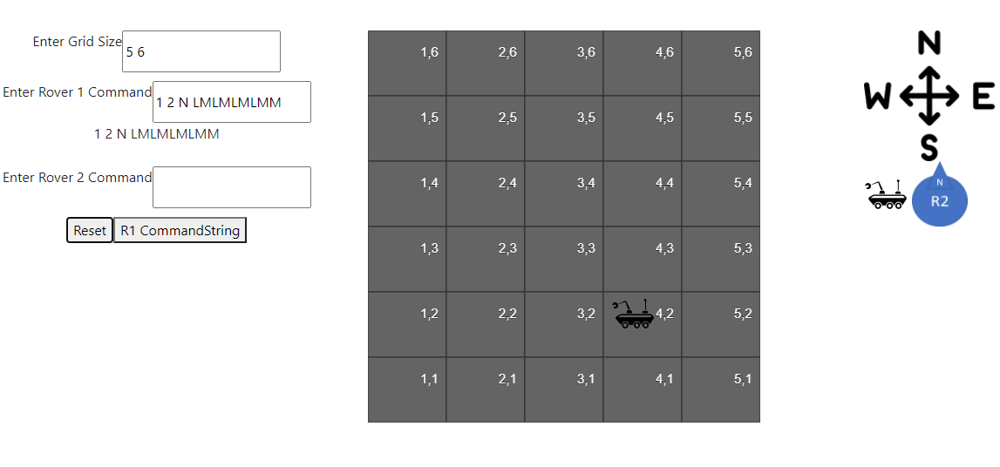 Enter Grid Size 5 6
Enter Rover 1 Command 1 2 N LMLMLMLMM
1 2 N LMLMLMLMM
Enter Rover 2 Command
Reset R1 CommandString
1,6 2,6 3,6 4,6 5,6
1,5 2,5 3,5 4,5 5,5
1,4 2,4 3,4 4,4 5,4
1,3 2,3 3,3 4,3 5,3
1,2 2,2 3,2 4,2 5,2
1,1 2,1 3,1 4,1 5,1
N
W E
S
N
R2